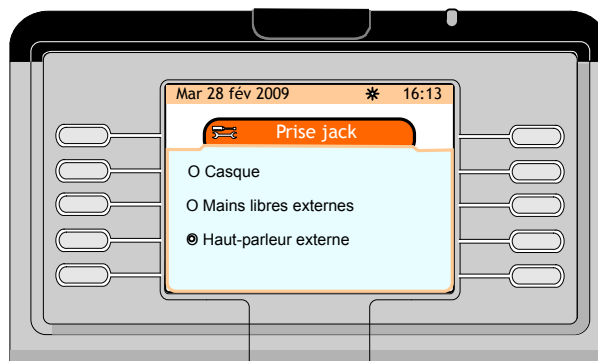 Mar 28 fév 2009 16:13
Prise jack
O Casque
O Mains libres externes
Haut-parleur externe